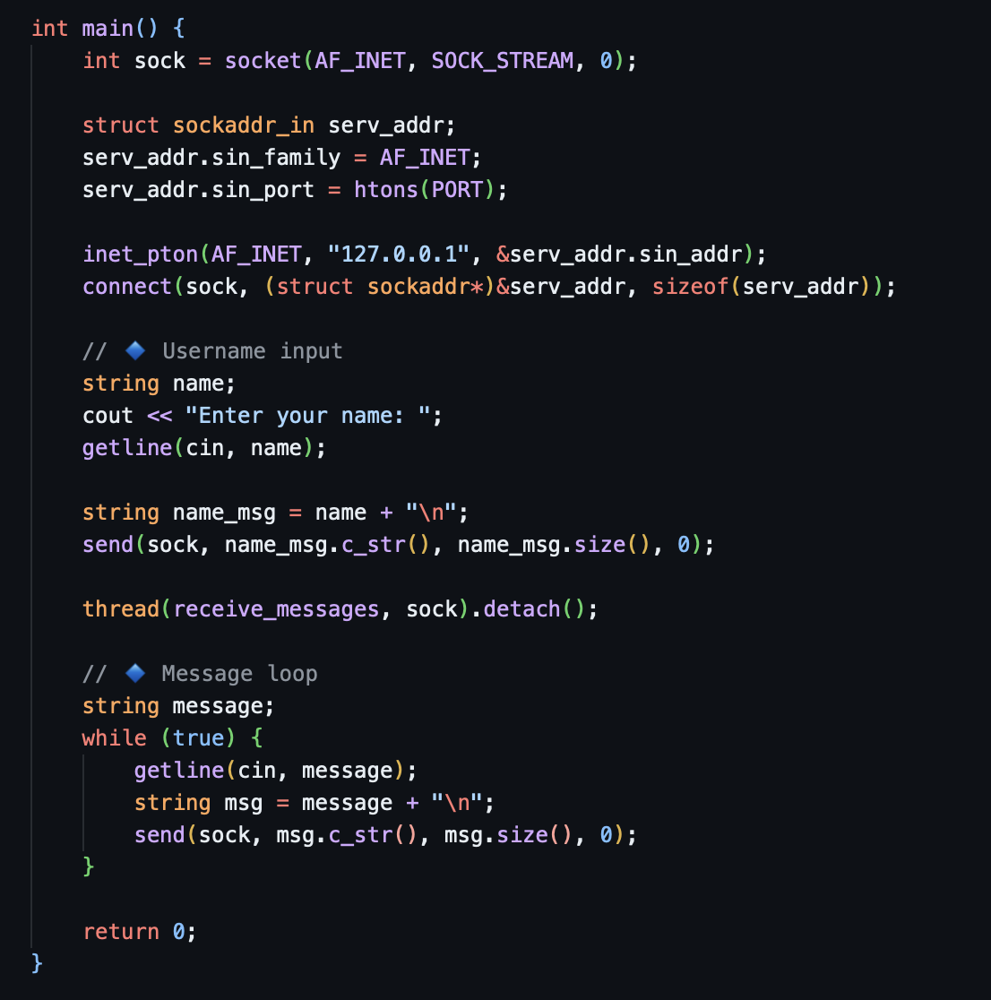 int main() {
    int sock = socket(AF_INET, SOCK_STREAM, 0);

    struct sockaddr_in serv_addr;
    serv_addr.sin_family = AF_INET;
    serv_addr.sin_port = htons(PORT);

    inet_pton(AF_INET, "127.0.0.1", &serv_addr.sin_addr);
    connect(sock, (struct sockaddr*)&serv_addr, sizeof(serv_addr));

    // 🔷 Username input
    string name;
    cout << "Enter your name: ";
    getline(cin, name);

    string name_msg = name + "\n";
    send(sock, name_msg.c_str(), name_msg.size(), 0);

    thread(receive_messages, sock).detach();

    // 🔷 Message loop
    string message;
    while (true) {
        getline(cin, message);
        string msg = message + "\n";
        send(sock, msg.c_str(), msg.size(), 0);
    }

    return 0;
}